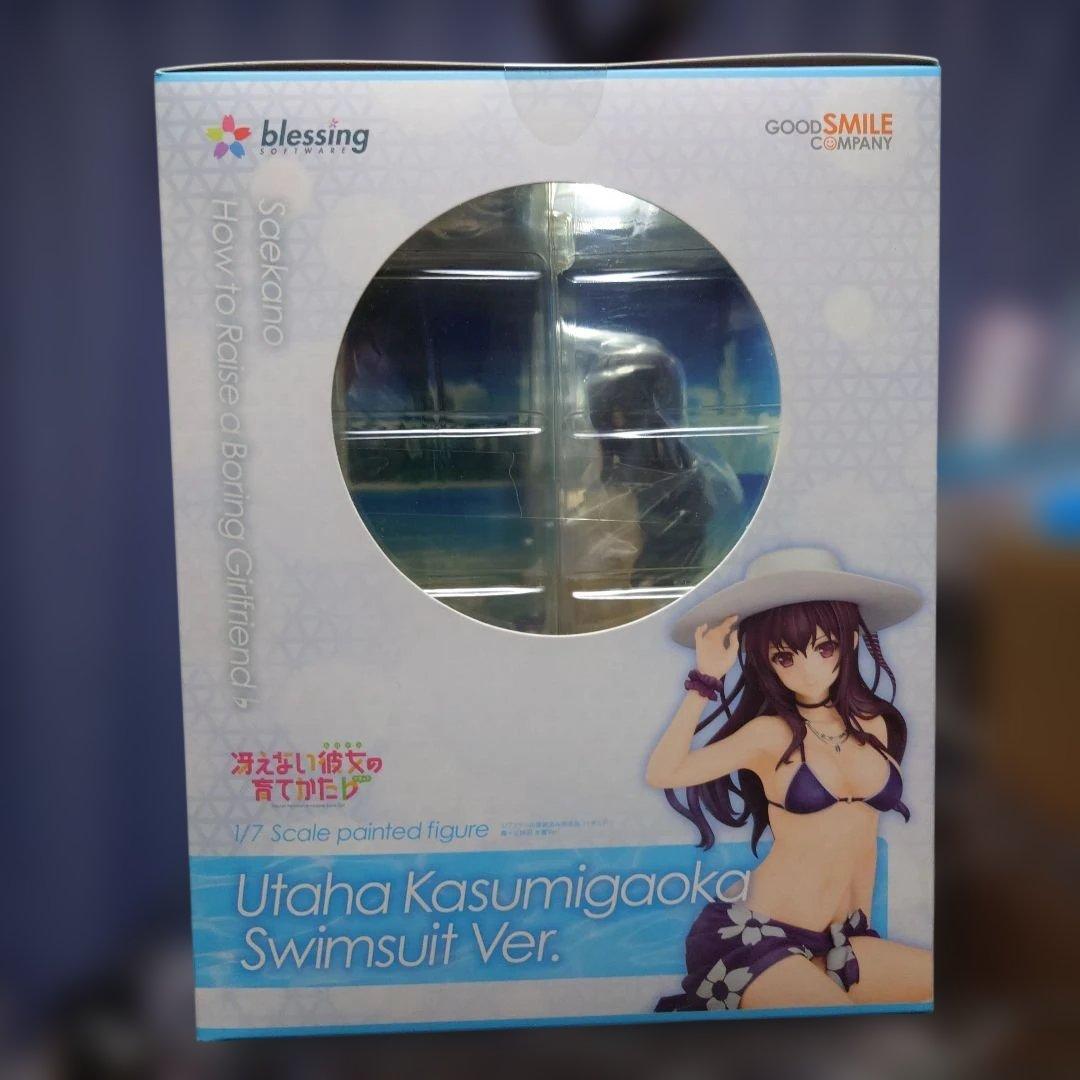 blessing
SOFTWARE
GOOD SMILE
COMPANY
Saekano
How to Raise a Boring Girlfriend♭
冴えない彼女の
育てかた♭
1/7 Scale painted figure
Utaha Kasumigaoka
Swimsuit Ver.